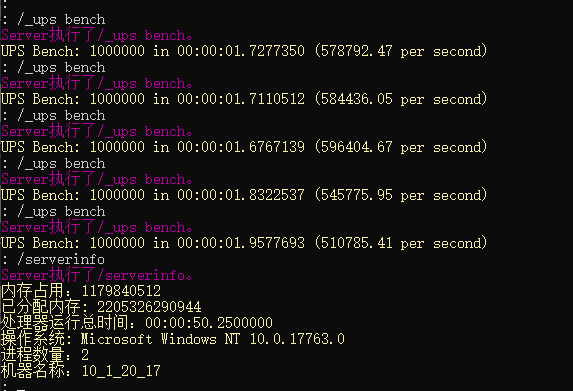 :
: /_ups bench
Server执行了/_ups bench。
UPS Bench: 1000000 in 00:00:01.7277350 (578792.47 per second)
: /_ups bench
Server执行了/_ups bench。
UPS Bench: 1000000 in 00:00:01.7110512 (584436.05 per second)
: /_ups bench
Server执行了/_ups bench。
UPS Bench: 1000000 in 00:00:01.6767139 (596404.67 per second)
: /_ups bench
Server执行了/_ups bench。
UPS Bench: 1000000 in 00:00:01.8322537 (545775.95 per second)
: /_ups bench
Server执行了/_ups bench。
UPS Bench: 1000000 in 00:00:01.9577693 (510785.41 per second)
: /serverinfo
Server执行了/serverinfo。
内存占用: 1179840512
已分配内存: 2205326290944
处理器运行总时间: 00:00:50.2500000
操作系统: Microsoft Windows NT 10.0.17763.0
进程数量: 2
机器名称: 10_1_20_17
: _